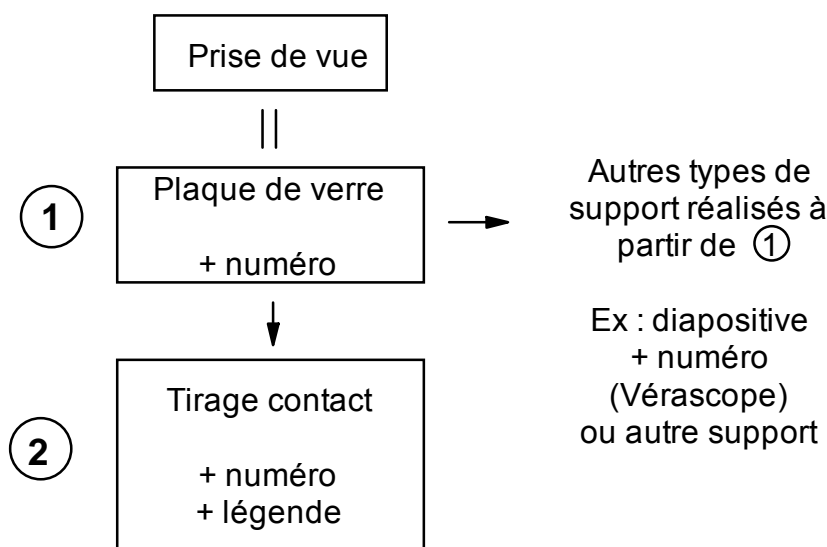 Prise de vue
1
Plaque de verre
+ numéro
Autres types de
support réalisés à
partir de ①
Ex : diapositive
+ numéro
(Vérascope)
ou autre support
2
Tirage contact
+ numéro
+ légende